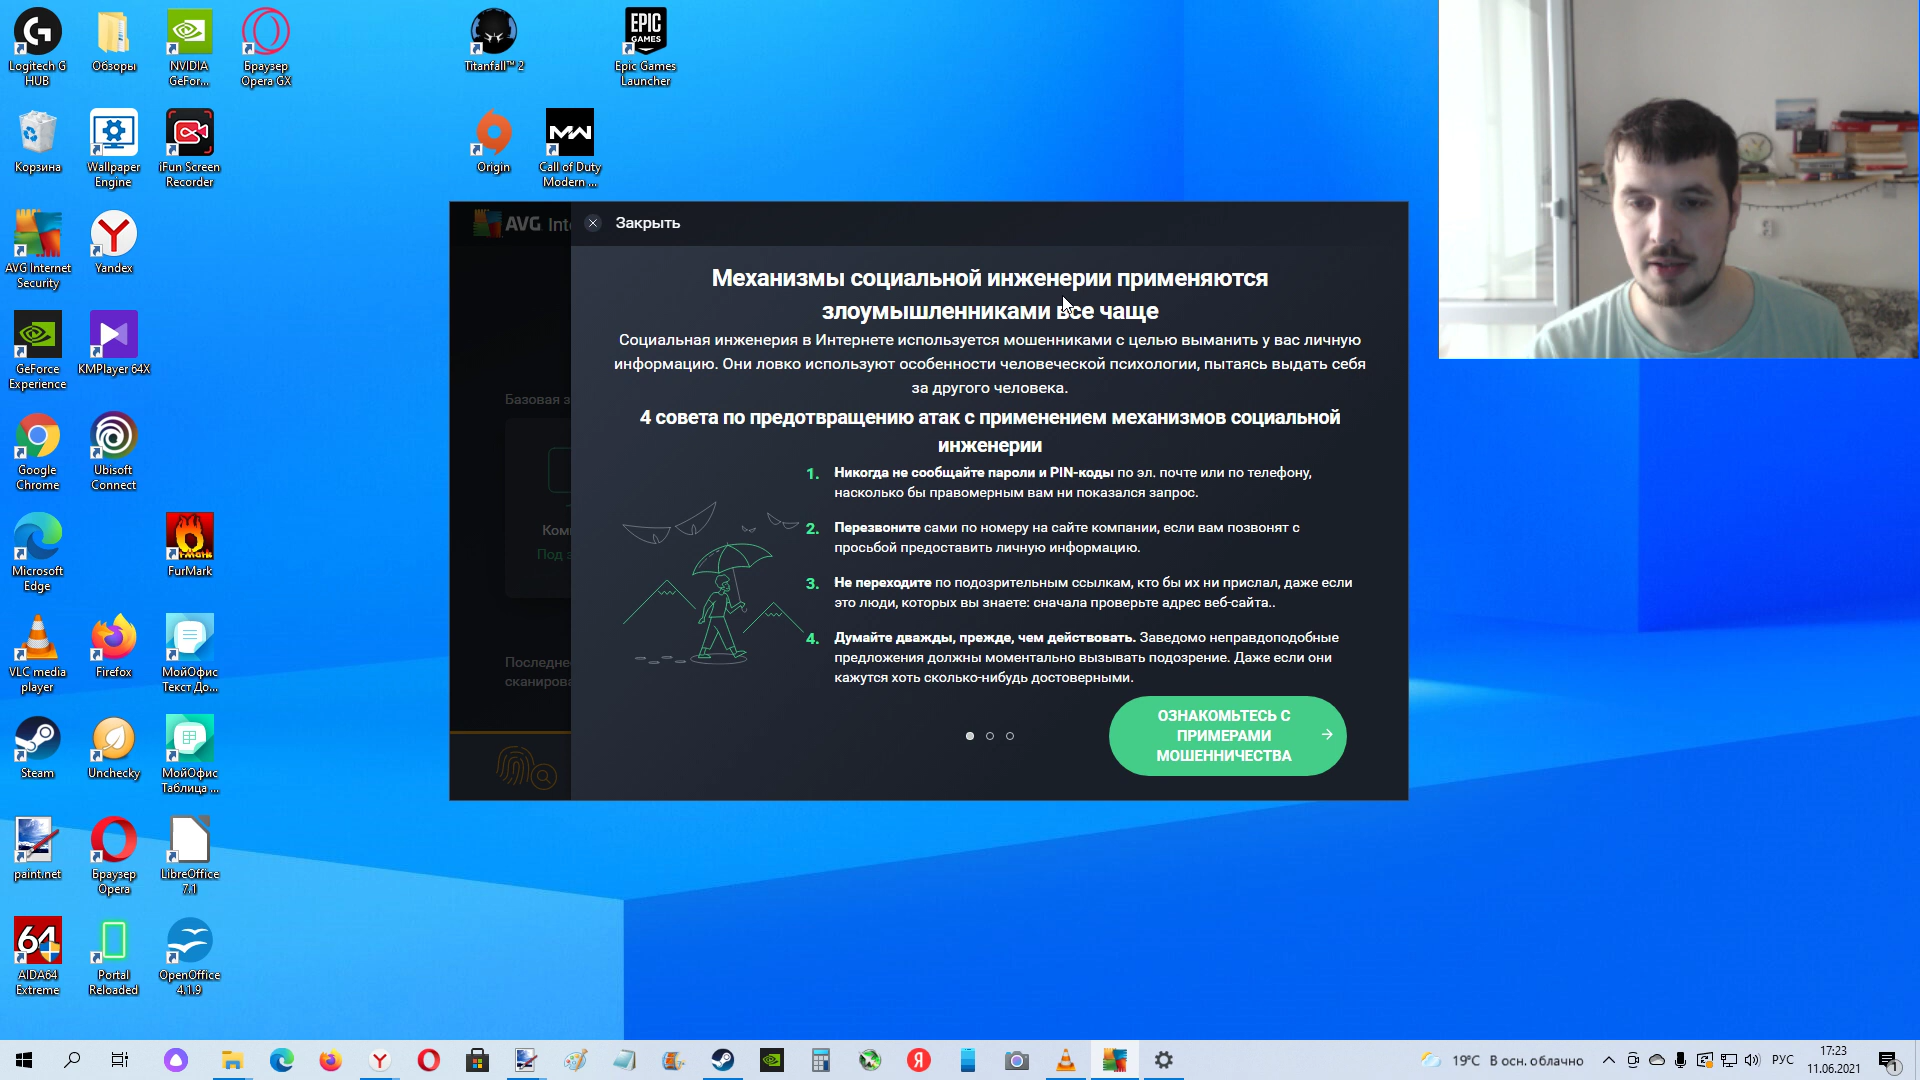 Logitech G
HUB
Обзоры
NVIDIA
GeFor...
Браузер
Opera GX
Titanfall™ 2
EPIC
GAMES
Epic Games
Launcher
Корзина
Wallpaper
Engine
iFun Screen
Recorder
Origin
Call of Duty
Modern ...
AVG Internet
Security
Yandex
GeForce
Experience
KMPlayer 64X
Google
Chrome
Ubisoft
Connect
Microsoft
Edge
FurMark
VLC media
player
Firefox
МойОфис
Текст До...
Steam
Unchecky
МойОфис
Таблица ...
paint.net
Браузер
Opera
LibreOffice
7.1
64
AIDA64
Extreme
Portal
Reloaded
OpenOffice
4.1.9
AVG Inte
Закрыть
Базовая з
Ком
Под з
Последне
сканирова
Механизмы социальной инженерии применяются
злоумышленниками все чаще
Социальная инженерия в Интернете используется мошенниками с целью выманить у вас личную
информацию. Они ловко используют особенности человеческой психологии, пытаясь выдать себя
за другого человека.
4 совета по предотвращению атак с применением механизмов социальной
инженерии
1. Никогда не сообщайте пароли и PIN-коды по эл. почте или по телефону,
насколько бы правомерным вам ни показался запрос.
2. Перезвоните сами по номеру на сайте компании, если вам позвонят с
просьбой предоставить личную информацию.
3. Не переходите по подозрительным ссылкам, кто бы их ни прислал, даже если
это люди, которых вы знаете: сначала проверьте адрес веб-сайта..
4. Думайте дважды, прежде, чем действовать. Заведомо неправдоподобные
предложения должны моментально вызывать подозрение. Даже если они
кажутся хоть сколько-нибудь достоверными.
ОЗНАКОМЬТЕСЬ С
ПРИМЕРАМИ
МОШЕННИЧЕСТВА
19°C В осн. облачно
РУС
17:23
11.06.2021
1